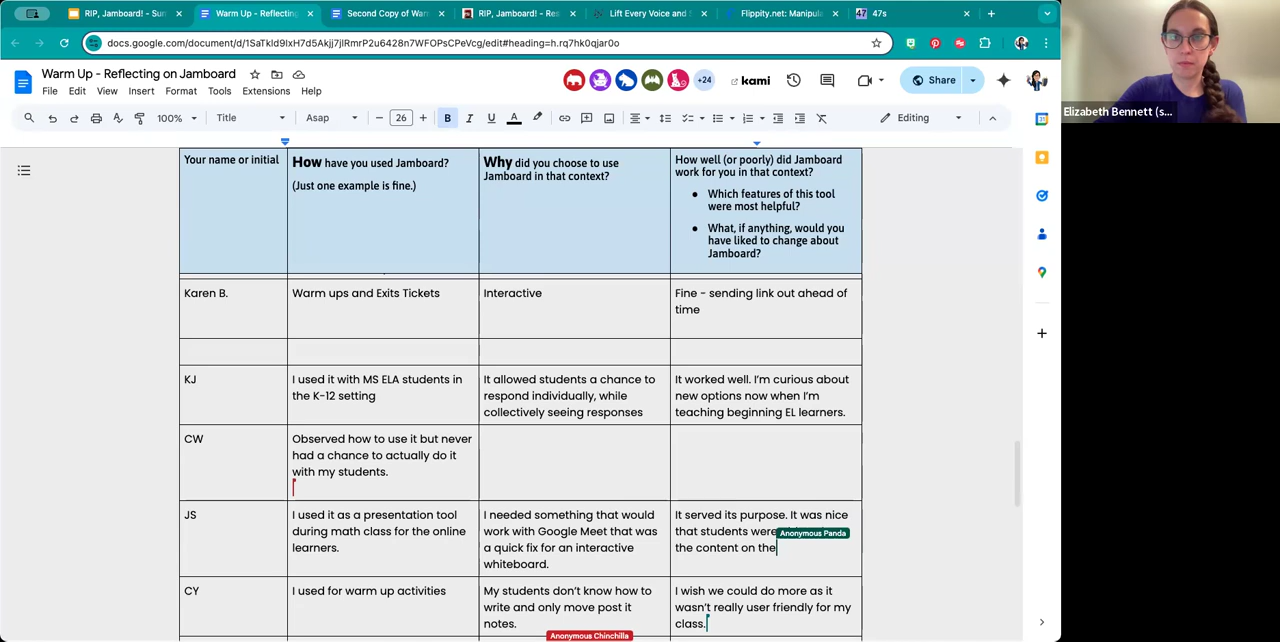 RIP, Jamboard! - Sun
Warm Up - Reflecting
Second Copy of War
RIP, Jamboard! - Res
Lift Every Voice and
Flippity.net: Manipula
47 47s
docs.google.com/document/d/1SaTkld9IxH7d5Akjj7jIRmrP2u6428n7WFOPsCPeVcg/edit#heading=h.rq7hk0qjar0o
Warm Up - Reflecting on Jamboard
File Edit View Insert Format Tools Extensions Help
+24
kami
Share
100%
Title
Asap
26
B I U A
Editing
Elizabeth Bennett (s...
Your name or initial
How have you used Jamboard?
(Just one example is fine.)
Why did you choose to use
Jamboard in that context?
How well (or poorly) did Jamboard
work for you in that context?
● Which features of this tool
were most helpful?
● What, if anything, would you
have liked to change about
Jamboard?
Karen B.
Warm ups and Exits Tickets
Interactive
Fine - sending link out ahead of
time
KJ
I used it with MS ELA students in
the K-12 setting
It allowed students a chance to
respond individually, while
collectively seeing responses
It worked well. I'm curious about
new options now when I'm
teaching beginning EL learners.
CW
Observed how to use it but never
had a chance to actually do it
with my students.
JS
I used it as a presentation tool
during math class for the online
learners.
I needed something that would
work with Google Meet that was
a quick fix for an interactive
whiteboard.
It served its purpose. It was nice
that students were
Anonymous Panda
the content on the
CY
I used for warm up activities
My students don't know how to
write and only move post it
notes.
I wish we could do more as it
wasn't really user friendly for my
class.
Anonymous Chinchilla